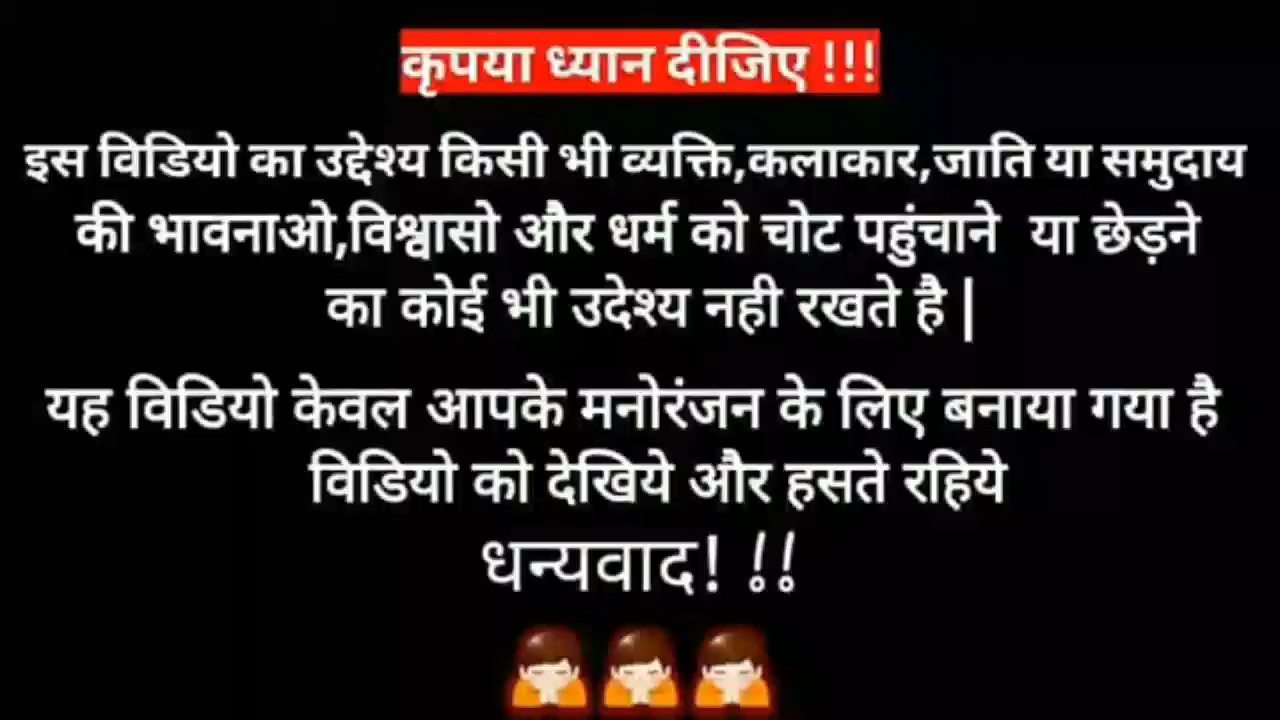 कृपया ध्यान दीजिए !!!
इस विडियो का उद्देश्य किसी भी व्यक्ति,कलाकार,जाति या समुदाय
की भावनाओ,विश्वासो और धर्म को चोट पहुंचाने या छेड़ने
का कोई भी उदेश्य नही रखते है |
यह विडियो केवल आपके मनोरंजन के लिए बनाया गया है
विडियो को देखिये और हसते रहिये
धन्यवाद! !!